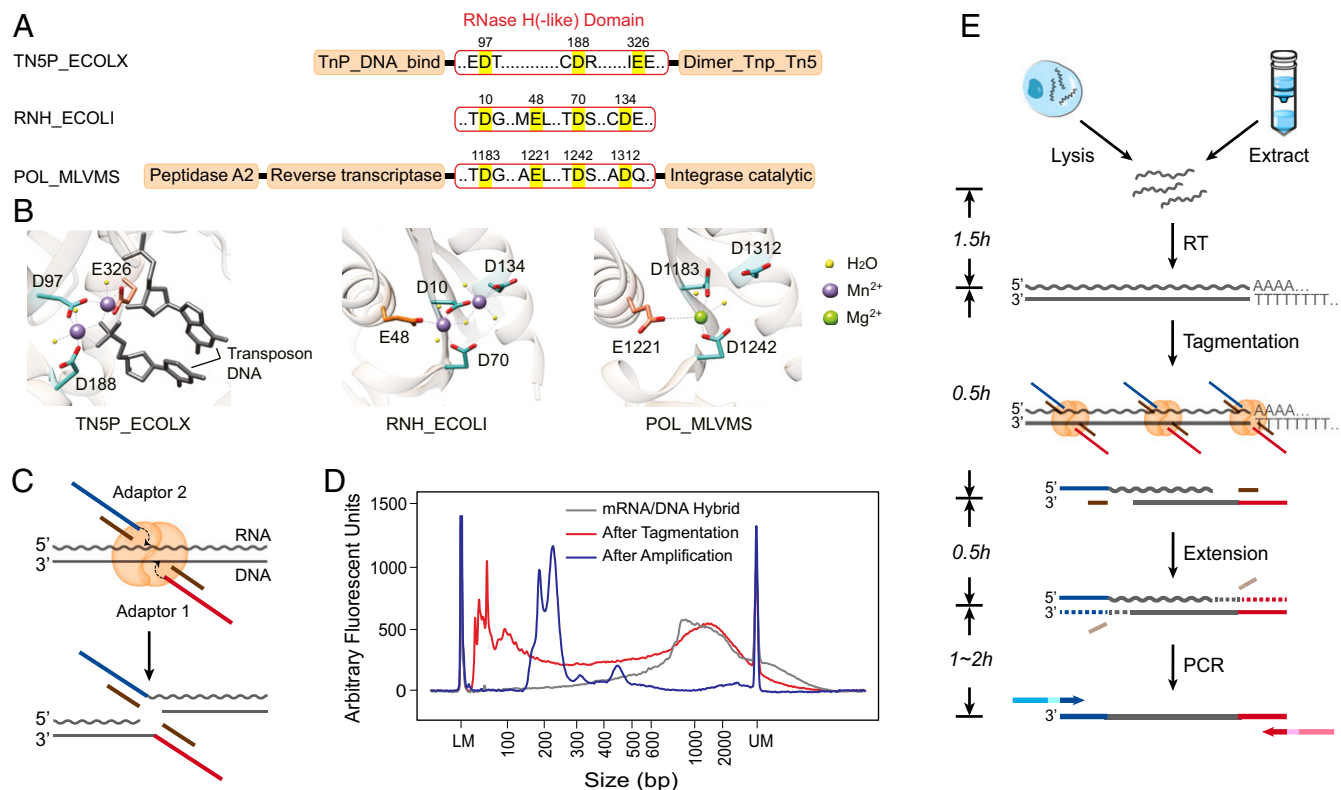 A
RNase H(-like) Domain
97 188 326
TN5P_ECOLX TnP_DNA_bind ..EDT...........CDR......IEE.. Dimer_Tnp_Tn5
10 48 70 134
RNH_ECOLI ..TDG..MEL..TDS..CDE..
1183 1221 1242 1312
POL_MLVMS Peptidase A2 Reverse transcriptase ..TDG..AEL..TDS..ADQ.. Integrase catalytic
B
D97 E326 D188 Transposon
DNA
TN5P_ECOLX
D10 D134 E48 D70
RNH_ECOLI
D1183 D1312 E1221 D1242
POL_MLVMS
H2O
Mn2+
Mg2+
C
Adaptor 2
RNA
5'
3'
DNA
Adaptor 1
5'
3'
D
Arbitrary Fluorescent Units
1500
1000
500
0
mRNA/DNA Hybrid
After Tagmentation
After Amplification
LM 100 200 300 400 500 600 1000 2000 UM
Size (bp)
E
Lysis Extract
1.5h
RT
5' AAAA...
3' TTTTTTTT..
Tagmentation
0.5h
5' AAAA...
3' TTTTTTT..
5'
3'
0.5h
Extension
5'
3'
1~2h
PCR
3'